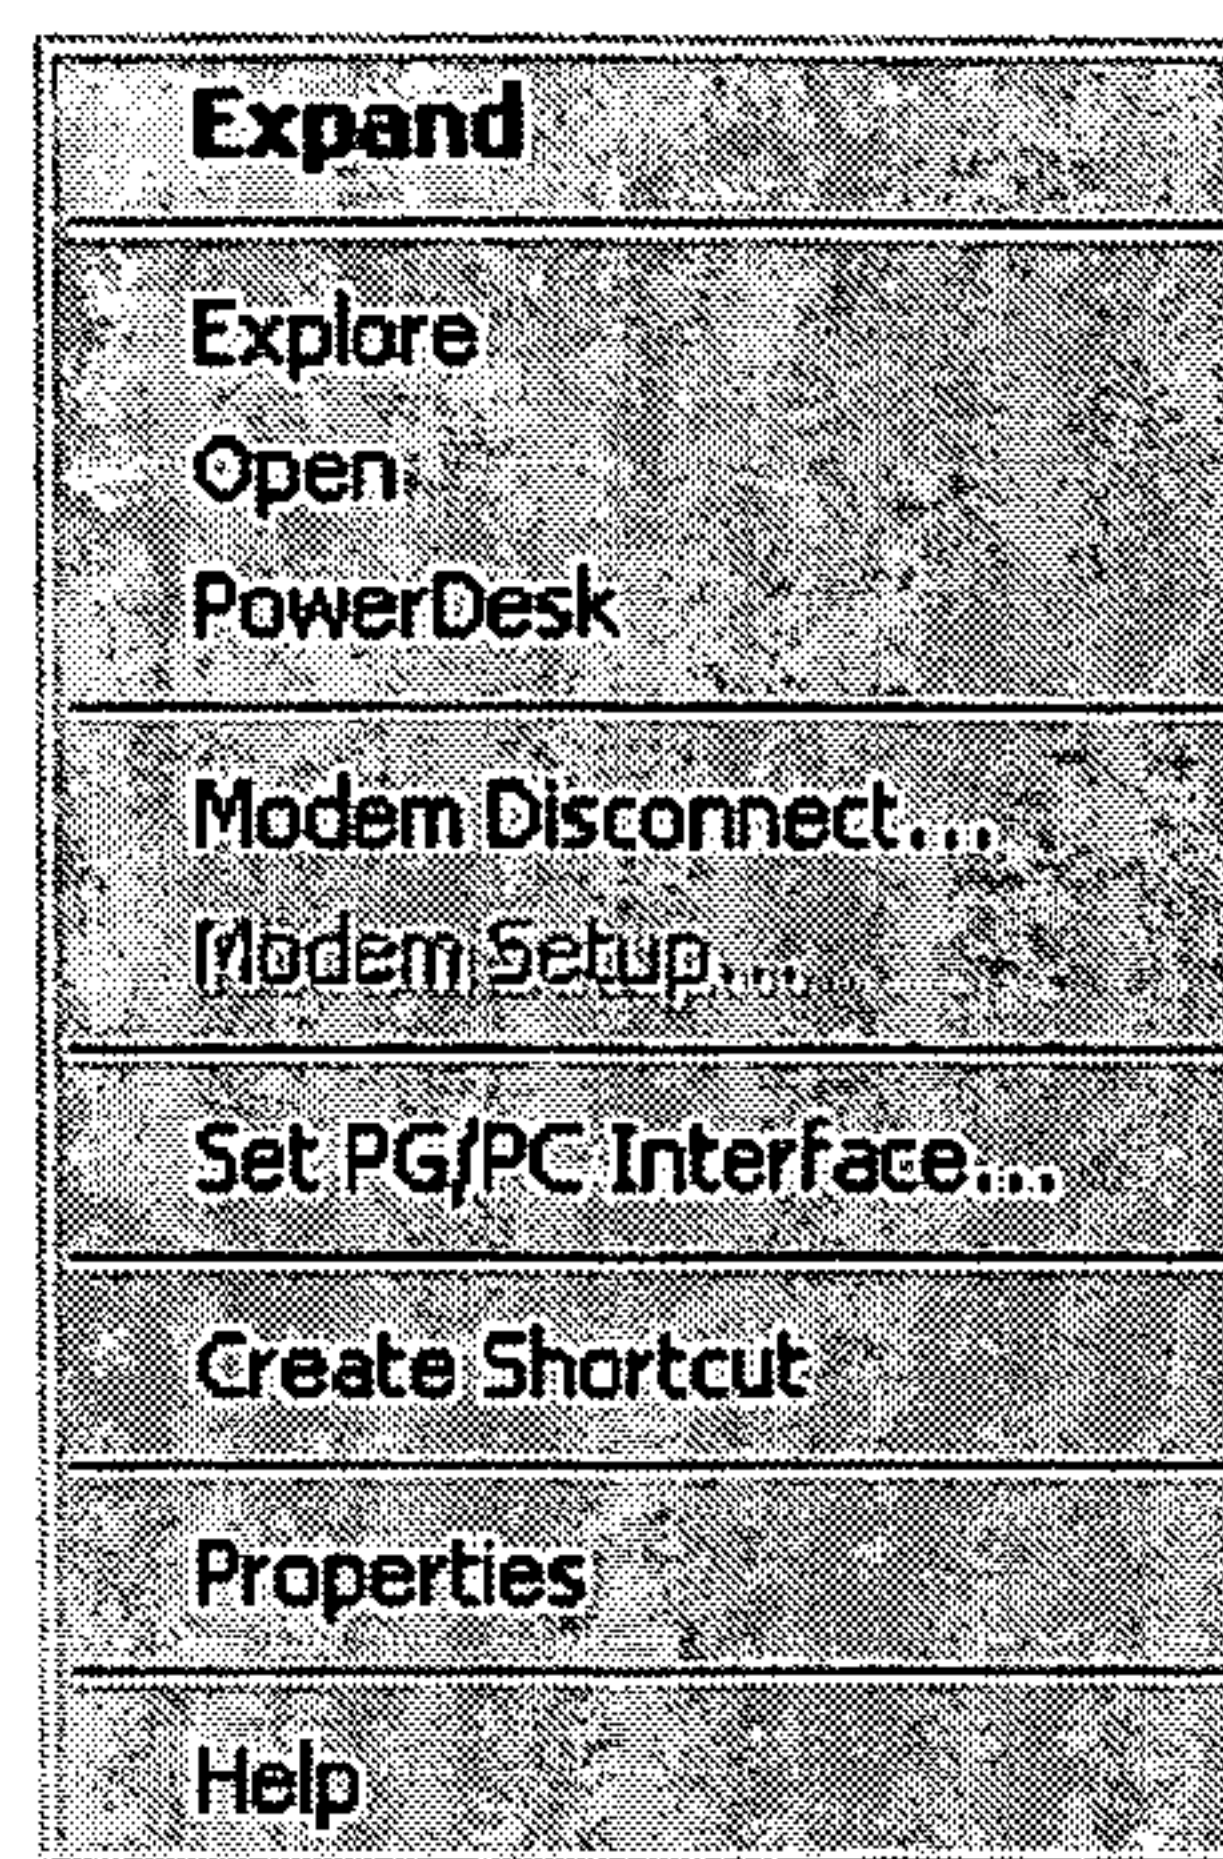 Expand
Explore
Open
PowerDesk
Modem Disconnect...
Modem Setup...
Set PG/PC Interface...
Create Shortcut
Properties
Help